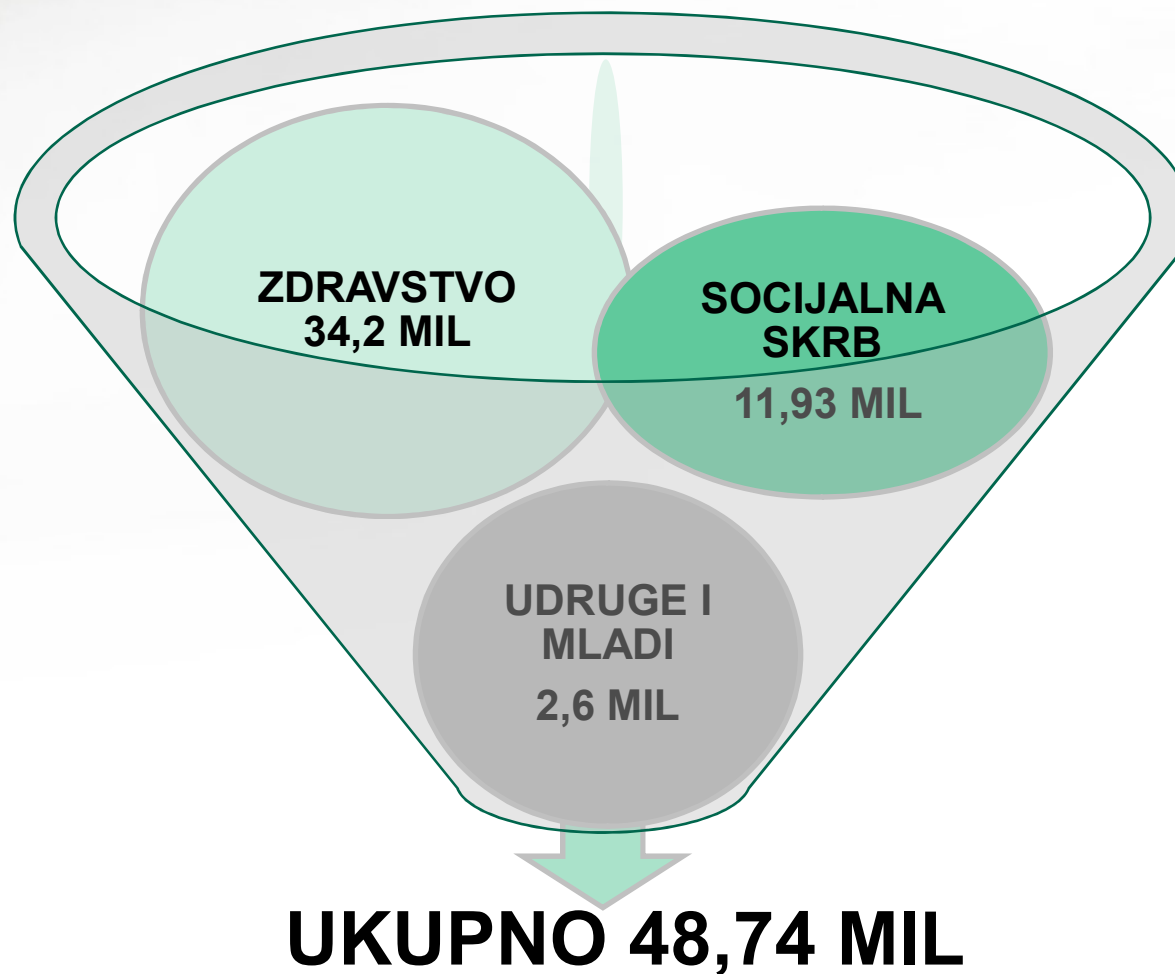 ZDRAVSTVO
34,2 MIL
SOCIJALNA
SKRB
11,93 MIL
UDRUGE I
MLADI
2,6 MIL
UKUPNO 48,74 MIL